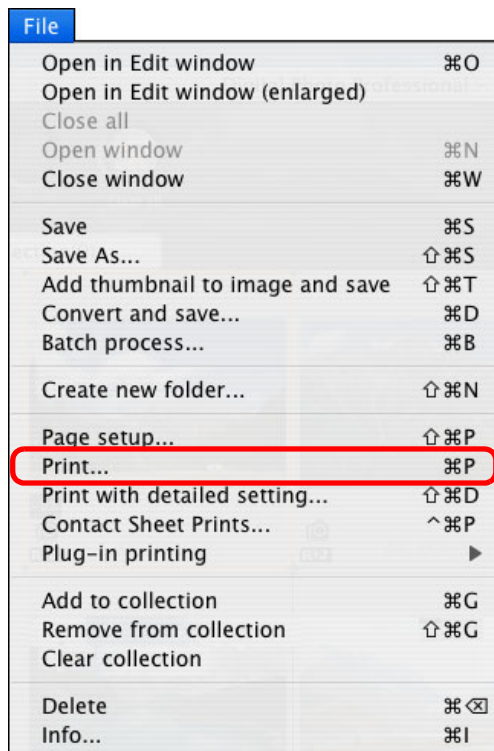 File
Open in Edit window ⌘O
Open in Edit window (enlarged)
Close all
Open window ⌘N
Close window ⌘W
Save ⌘S
Save As... ⇧⌘S
Add thumbnail to image and save ⇧⌘T
Convert and save... ⌘D
Batch process... ⌘B
Create new folder... ⇧⌘N
Page setup... ⇧⌘P
Print... ⌘P
Print with detailed setting... ⇧⌘D
Contact Sheet Prints... ^⌘P
Plug-in printing ▶
Add to collection ⌘G
Remove from collection ⇧⌘G
Clear collection
Delete ⌘⌫
Info... ⌘I